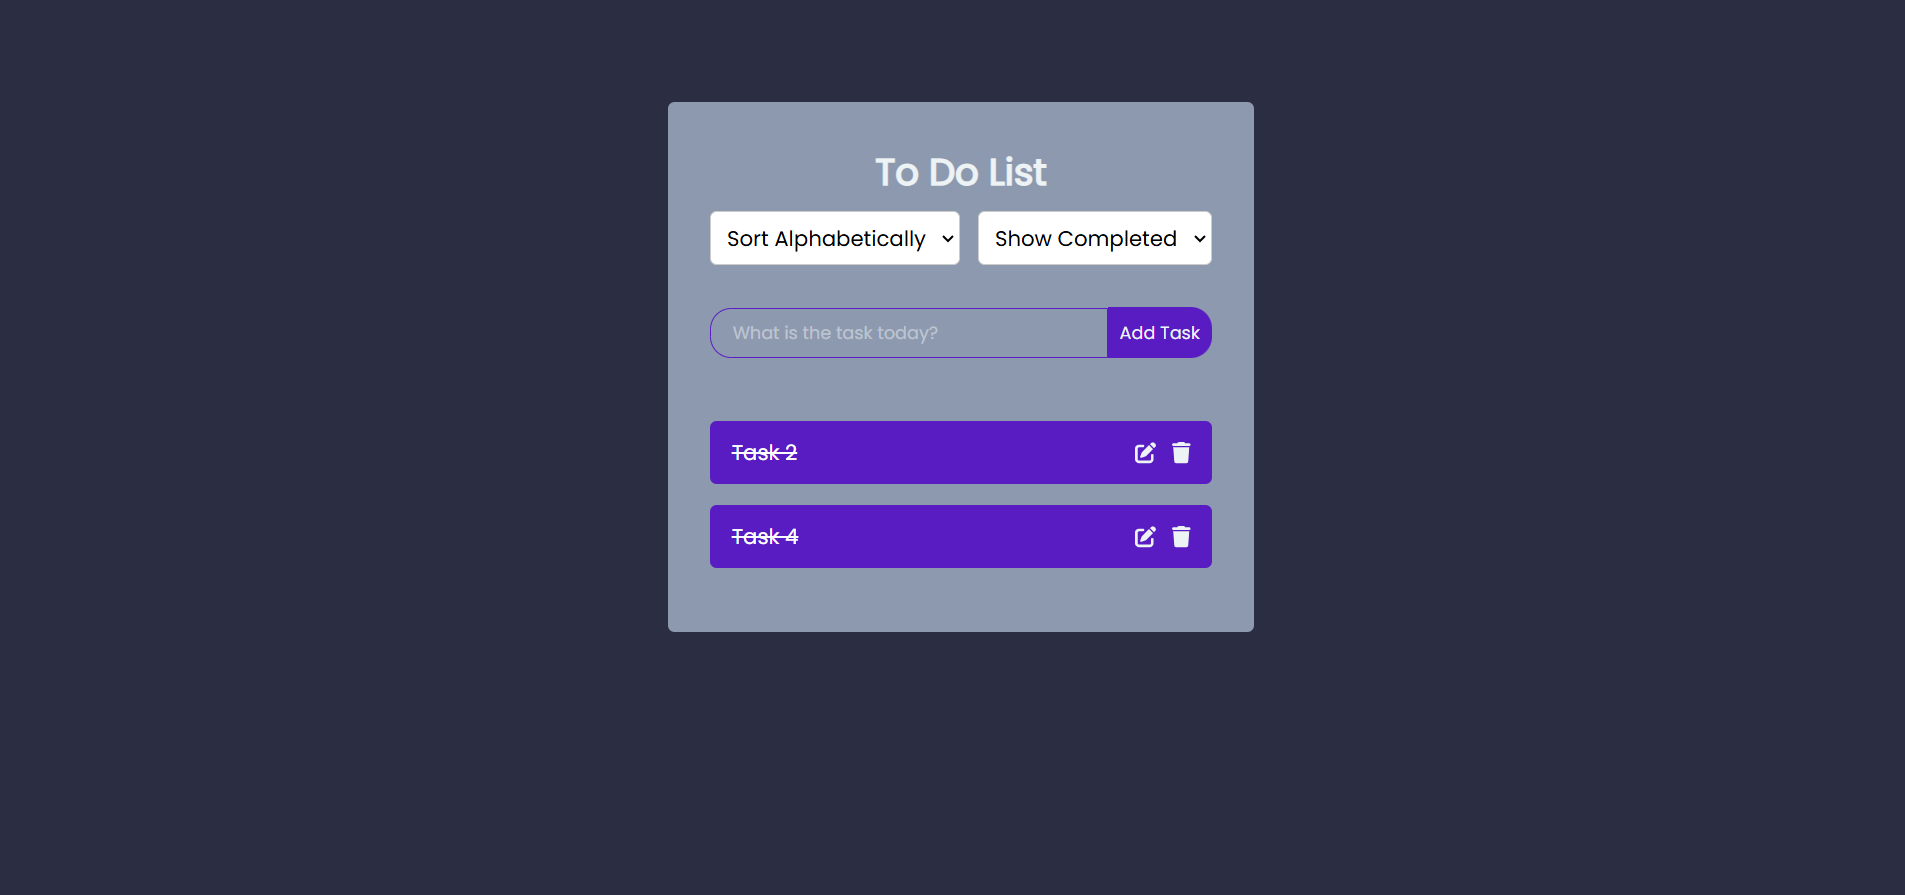 To Do List
Sort Alphabetically Show Completed
What is the task today? Add Task
Task 2
Task 4